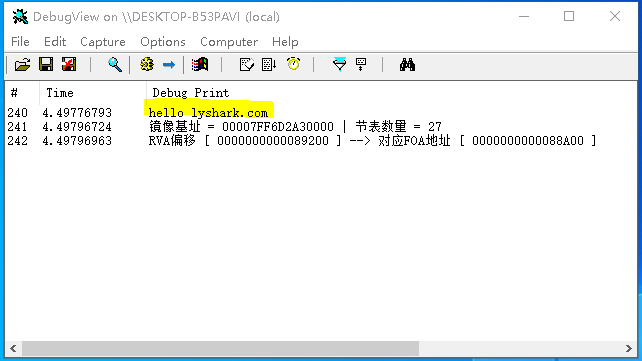 DebugView on \\DESKTOP-B53PAVI (local)
File Edit Capture Options Computer Help
# Time Debug Print
240 4.49776793 hello lyshark.com
241 4.49796724 镜像基址 = 00007FF6D2A30000 | 节表数量 = 27
242 4.49796963 RVA偏移 [ 0000000000089200 ] --> 对应FOA地址 [ 0000000000088A00 ]